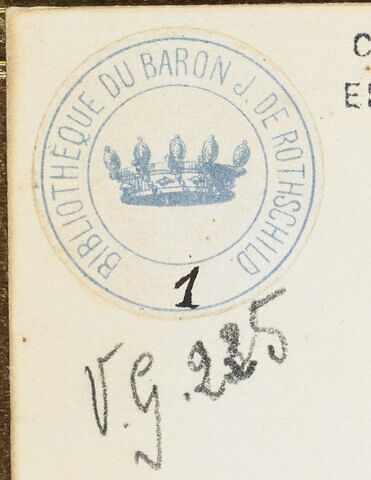 BIBLIOTHÈQUE DU BARON J. DE ROTHSCHILD.
1
V.G. 225